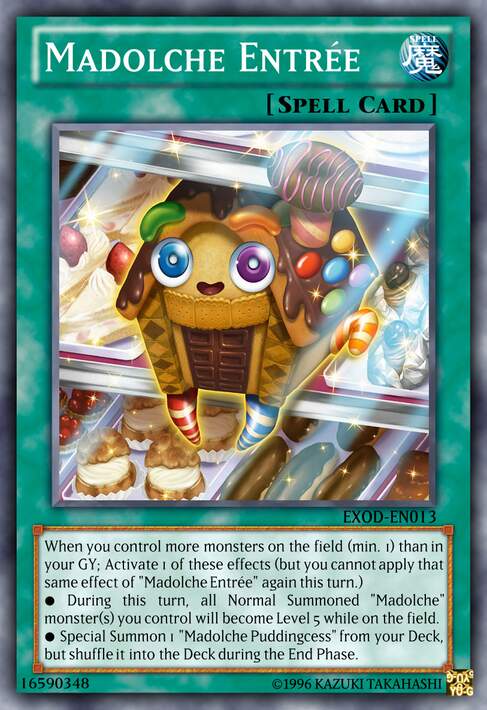 MADOLCHE ENTRÉE
SPELL
魔
[SPELL CARD]
EXOD-EN013
When you control more monsters on the field (min. 1) than in
your GY; Activate 1 of these effects (but you cannot apply that
same effect of "Madolche Entrée" again this turn.)
● During this turn, all Normal Summoned "Madolche"
monster(s) you control will become Level 5 while on the field.
● Special Summon 1 "Madolche Puddingcess" from your Deck,
but shuffle it into the Deck during the End Phase.
16590348
©1996 KAZUKI TAKAHASHI